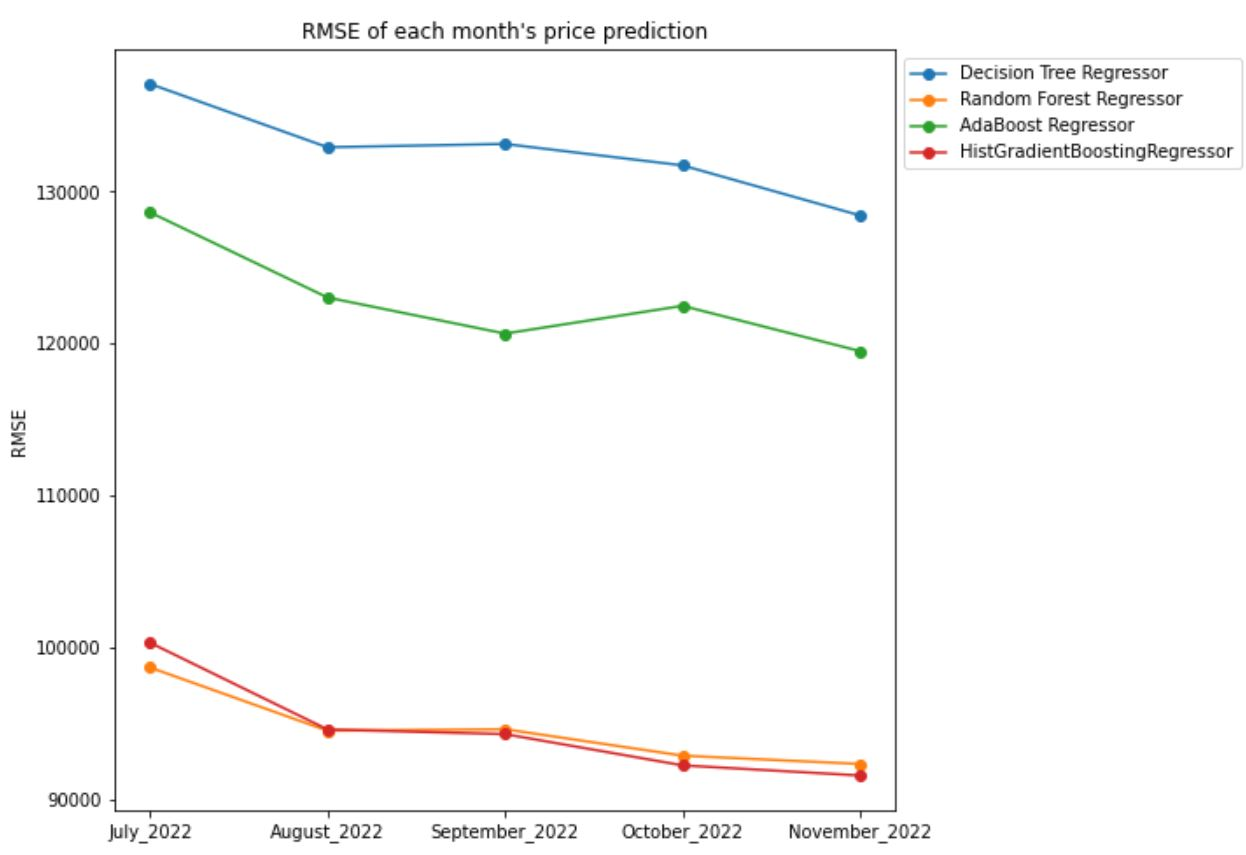 RMSE of each month's price prediction
Decision Tree Regressor
Random Forest Regressor
AdaBoost Regressor
HistGradientBoostingRegressor
130000
120000
110000
100000
90000
RMSE
July_2022
August_2022
September_2022
October_2022
November_2022